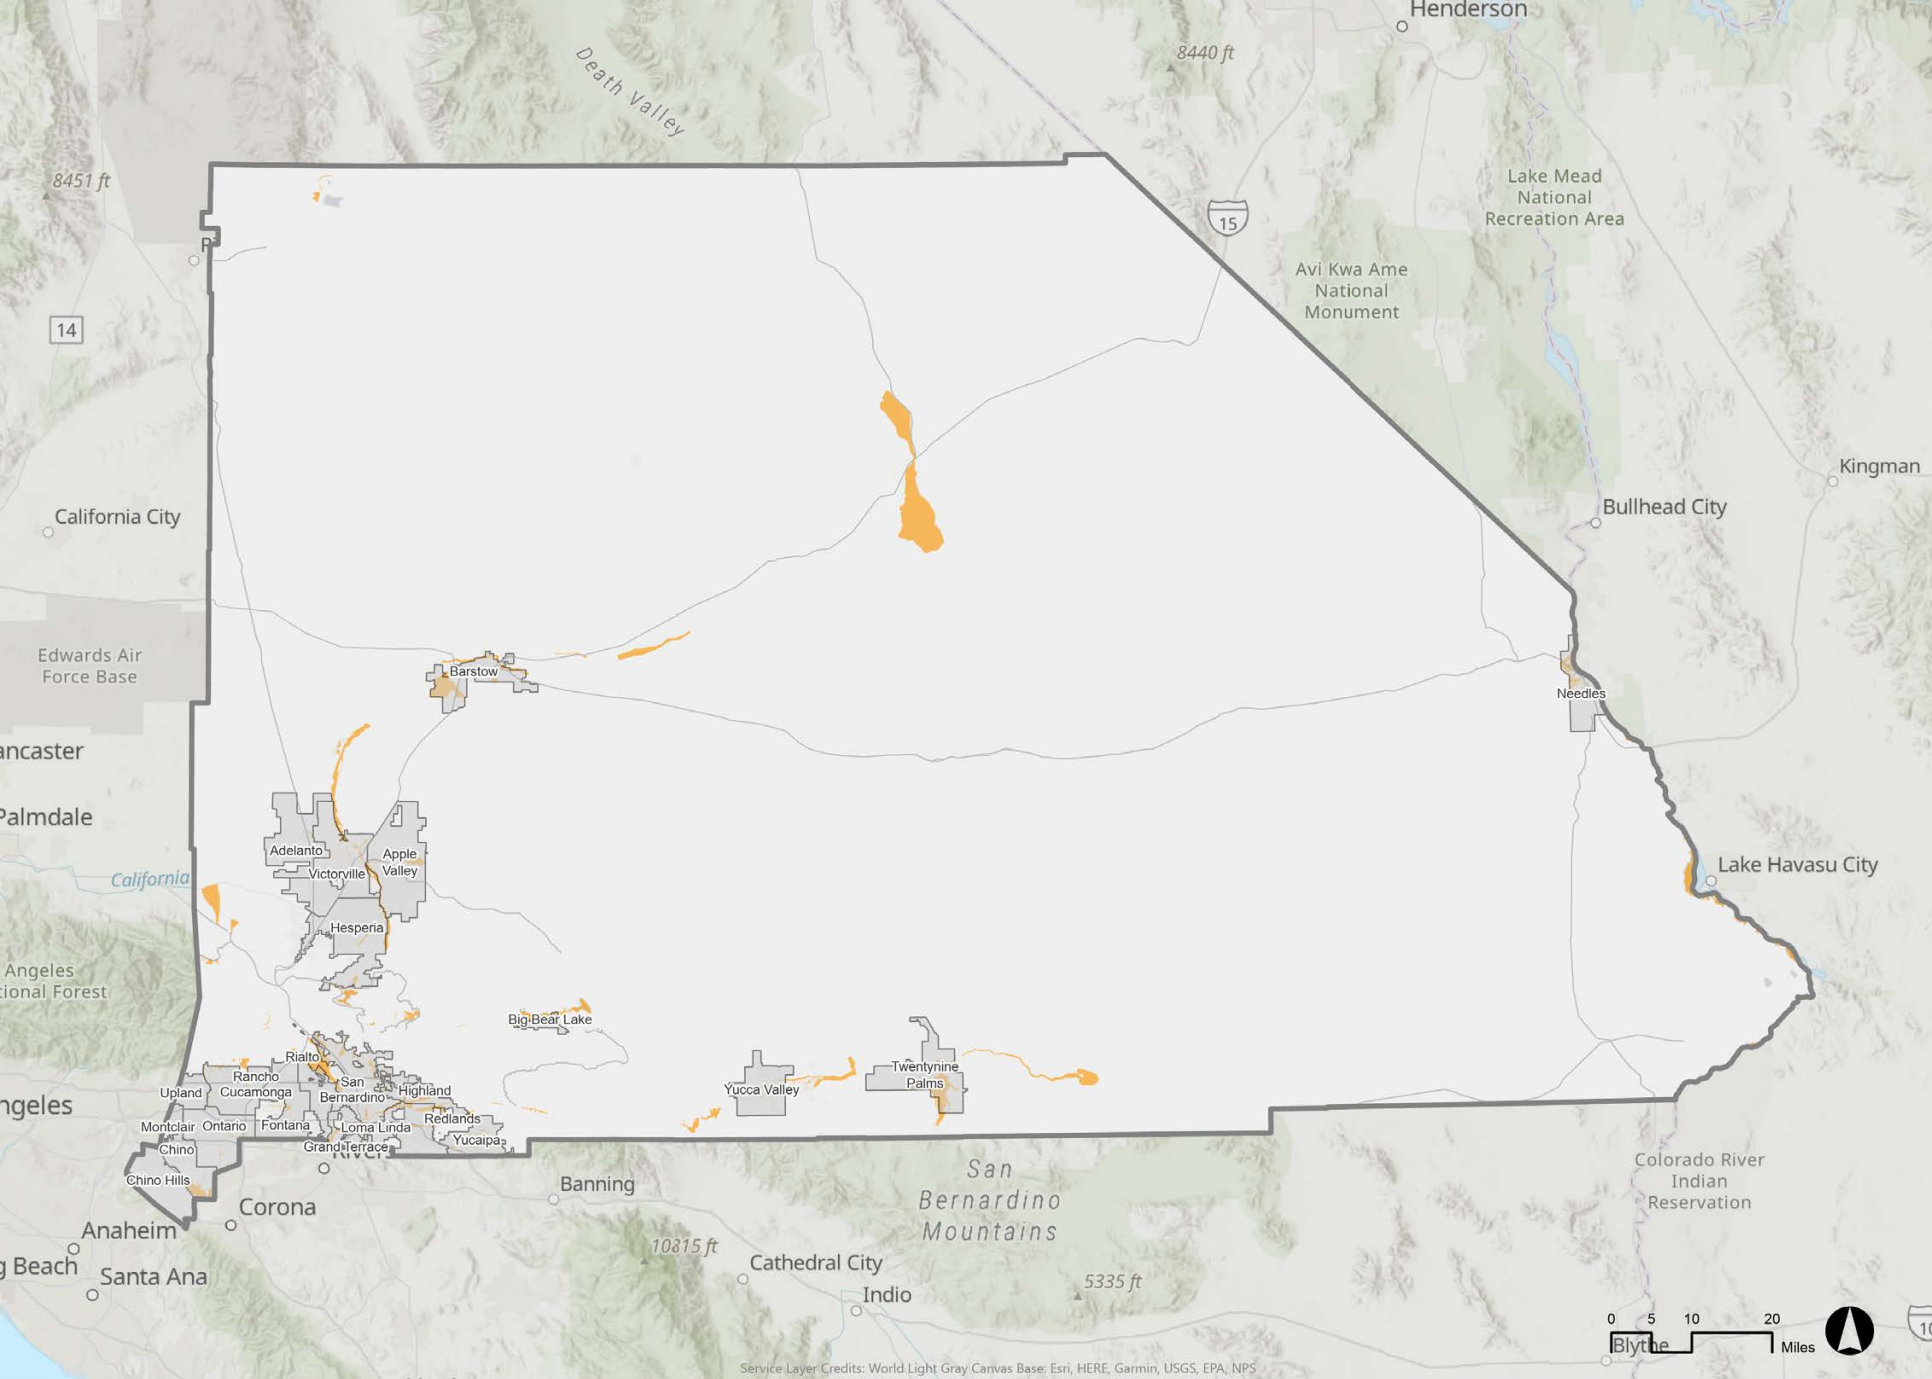 Henderson
8440 ft
Death Valley
8451 ft
Lake Mead
National
Recreation Area
15
Avi Kwa Ame
National
Monument
14
Kingman
Bullhead City
California City
Edwards Air
Force Base
Barstow
Needles
ancaster
Palmdale
Adelanto
Apple
Valley
Victorville
Lake Havasu City
California
Hesperia
Angeles
tional Forest
Big Bear Lake
Rialto
Rancho
Cucamonga
Upland
San
Bernardino
Highland
Yucca Valley
Twentynine
Palms
ngeles
Montclair
Ontario
Fontana
Loma Linda
Redlands
Yucaipa
Chino
Grand Terrace
River
Chino Hills
San
Bernardino
Mountains
Banning
Colorado River
Indian
Reservation
Corona
Anaheim
10815 ft
Cathedral City
g Beach
Santa Ana
5335 ft
Indio
0 5 10 20
Miles
Blythe
10
Service Layer Credits: World Light Gray Canvas Base: Esri, HERE, Garmin, USGS, EPA, NPS